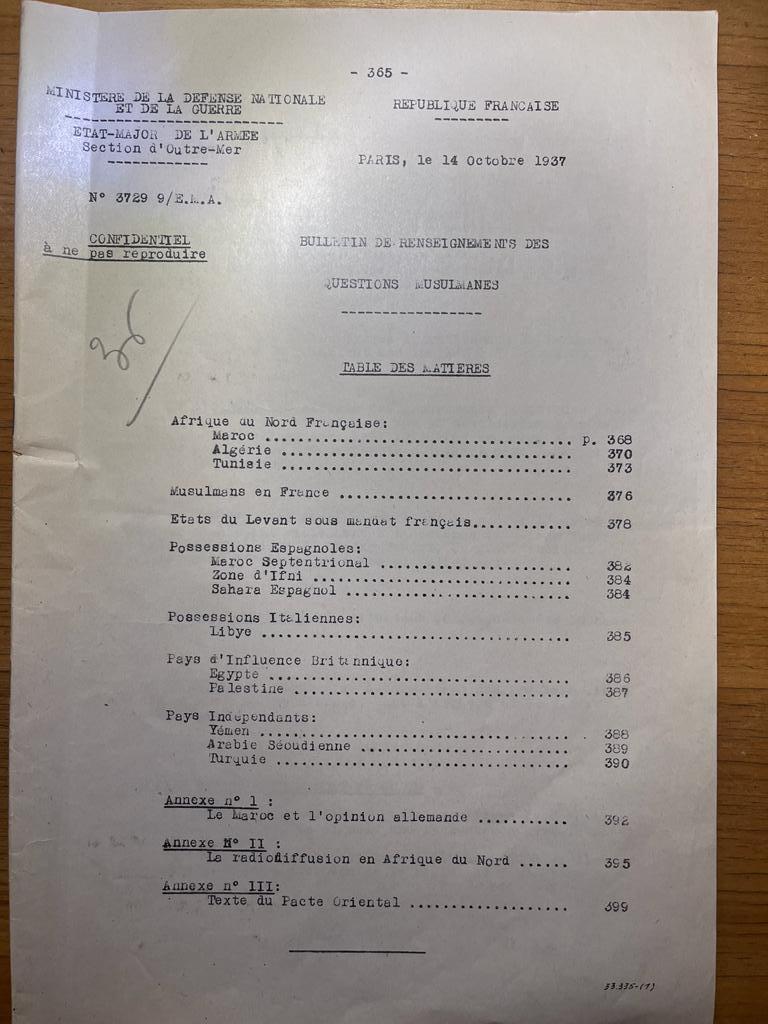 - 365 -
MINISTERE DE LA DEFENSE NATIONALE
ET DE LA GUERRE
REPUBLIQUE FRANCAISE
ETAT-MAJOR DE L'ARMEE
Section d'Outre-Mer
PARIS, le 14 Octobre 1937
N° 3729 9/E.M.A.
CONFIDENTIEL
à ne pas reproduire
BULLETIN DE RENSEIGNEMENTS DES
QUESTIONS MUSULMANES
36
TABLE DES MATIERES
Afrique du Nord Française:
Maroc ...................................... p. 368
Algérie .................................... 370
Tunisie .................................... 373
Musulmans en France ............................. 376
Etats du Levant sous mandat français............ 378
Possessions Espagnoles:
Maroc Septentrional ........................ 382
Zone d'Ifni ................................ 384
Sahara Espagnol ............................ 384
Possessions Italiennes:
Libye ...................................... 385
Pays d'Influence Britannique:
Egypte ..................................... 386
Palestine .................................. 387
Pays Indépendants:
Yémen ...................................... 388
Arabie Séoudienne .......................... 389
Turquie .................................... 390
Annexe n° 1 :
Le Maroc et l'opinion allemande ........... 392
Annexe N° II :
La radiodiffusion en Afrique du Nord ...... 395
Annexe n° III:
Texte du Pacte Oriental ................... 399
33.335-(1)